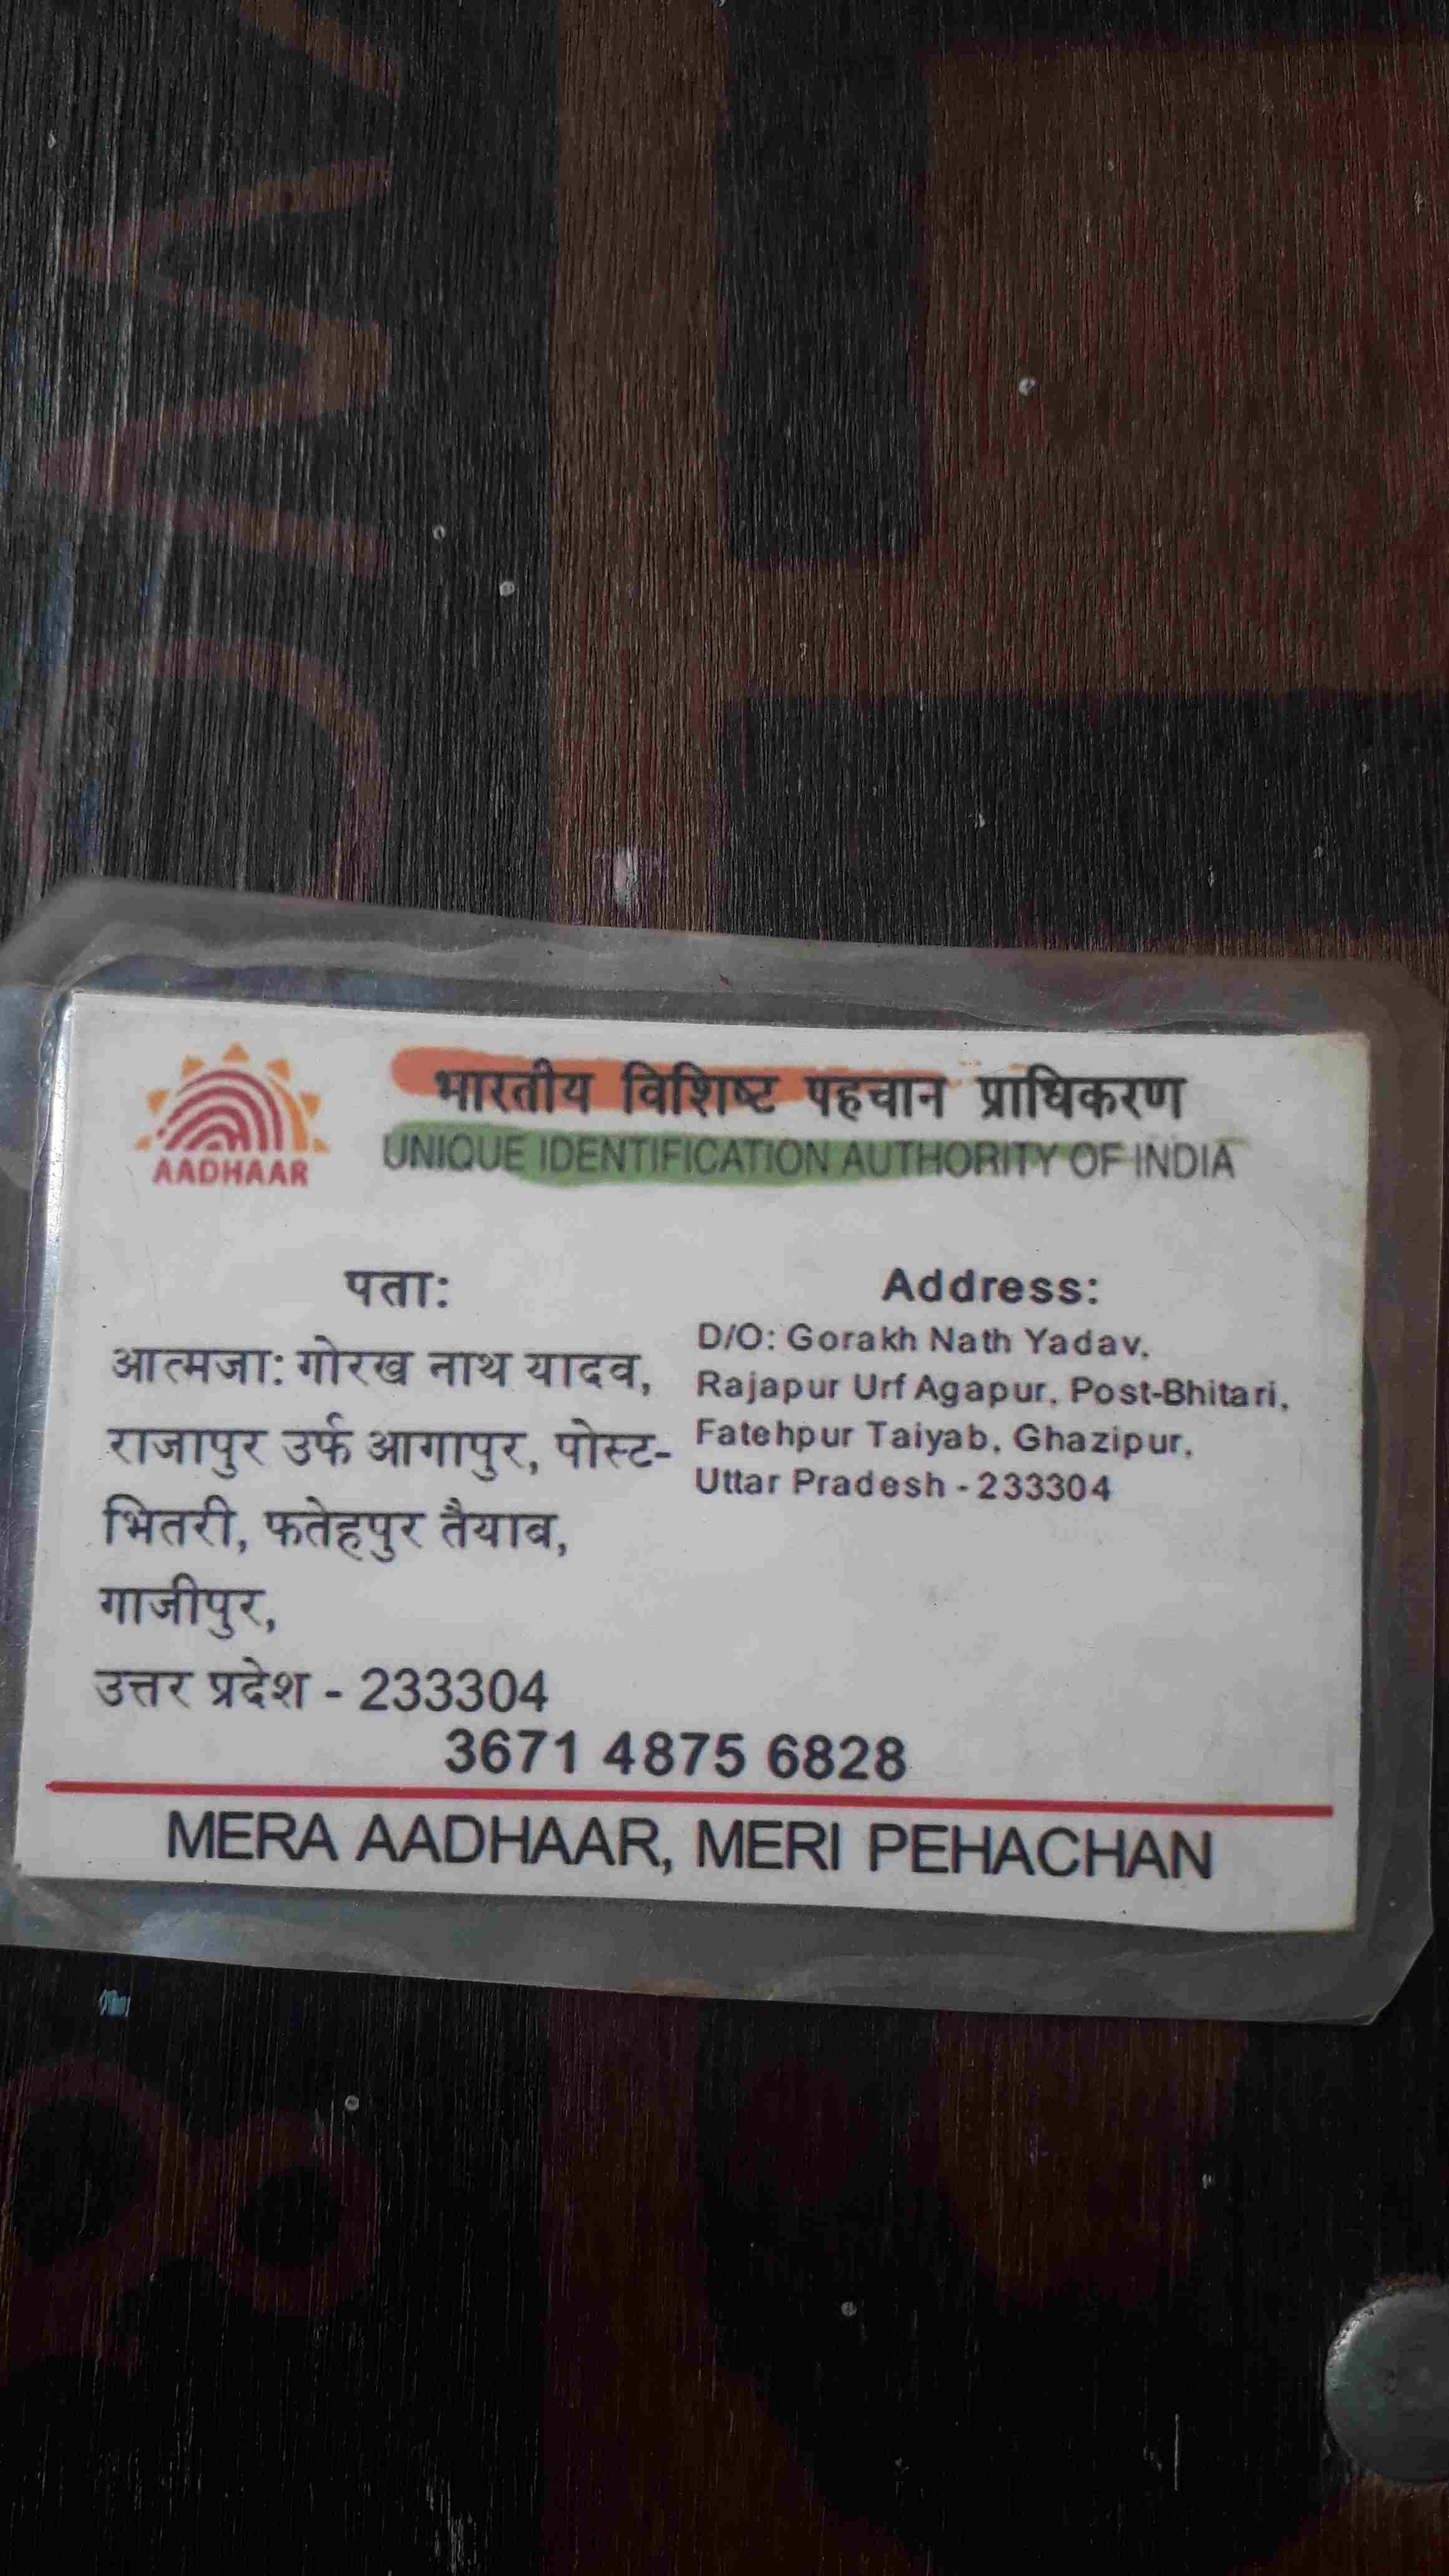 भारतीय विशिष्ट पहचान प्राधिकरण
UNIQUE IDENTIFICATION AUTHORITY OF INDIA
AADHAAR
पता:
आत्मजा: गोरख नाथ यादव,
राजापुर उर्फ आगापुर, पोस्ट-
भितरी, फतेहपुर तैयाब,
गाजीपुर,
उत्तर प्रदेश - 233304
Address:
D/O: Gorakh Nath Yadav,
Rajapur Urf Agapur, Post-Bhitari,
Fatehpur Taiyab, Ghazipur,
Uttar Pradesh - 233304
3671 4875 6828
MERA AADHAAR, MERI PEHACHAN